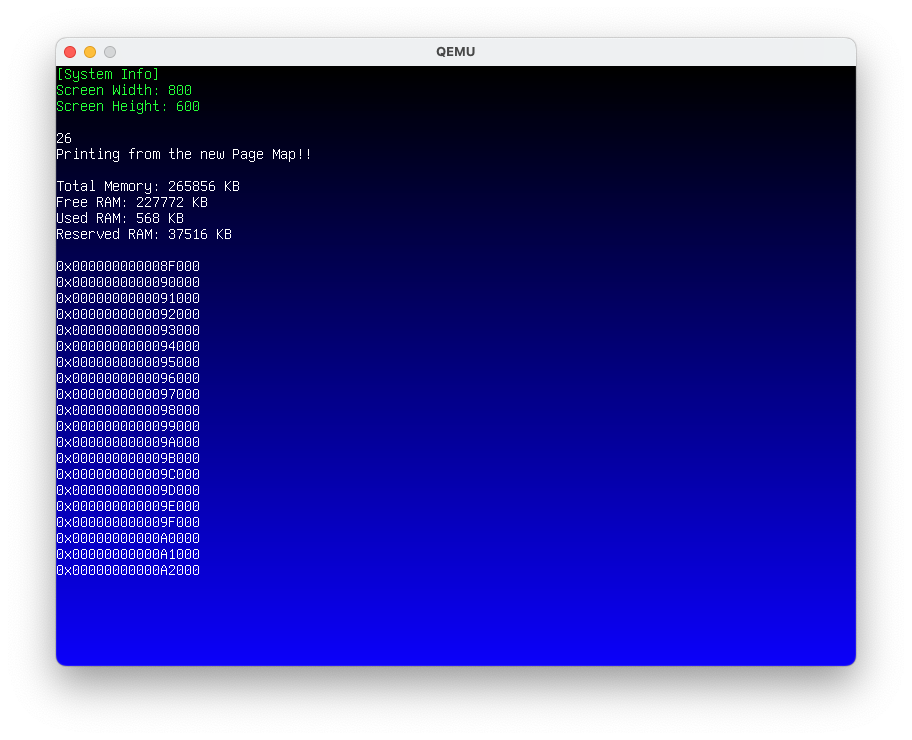 QEMU
[System Info]
Screen Width: 800
Screen Height: 600
26
Printing from the new Page Map!!
Total Memory: 265856 KB
Free RAM: 227772 KB
Used RAM: 568 KB
Reserved RAM: 37516 KB
0x000000000008F000
0x0000000000090000
0x0000000000091000
0x0000000000092000
0x0000000000093000
0x0000000000094000
0x0000000000095000
0x0000000000096000
0x0000000000097000
0x0000000000098000
0x0000000000099000
0x000000000009A000
0x000000000009B000
0x000000000009C000
0x000000000009D000
0x000000000009E000
0x000000000009F000
0x00000000000A0000
0x00000000000A1000
0x00000000000A2000